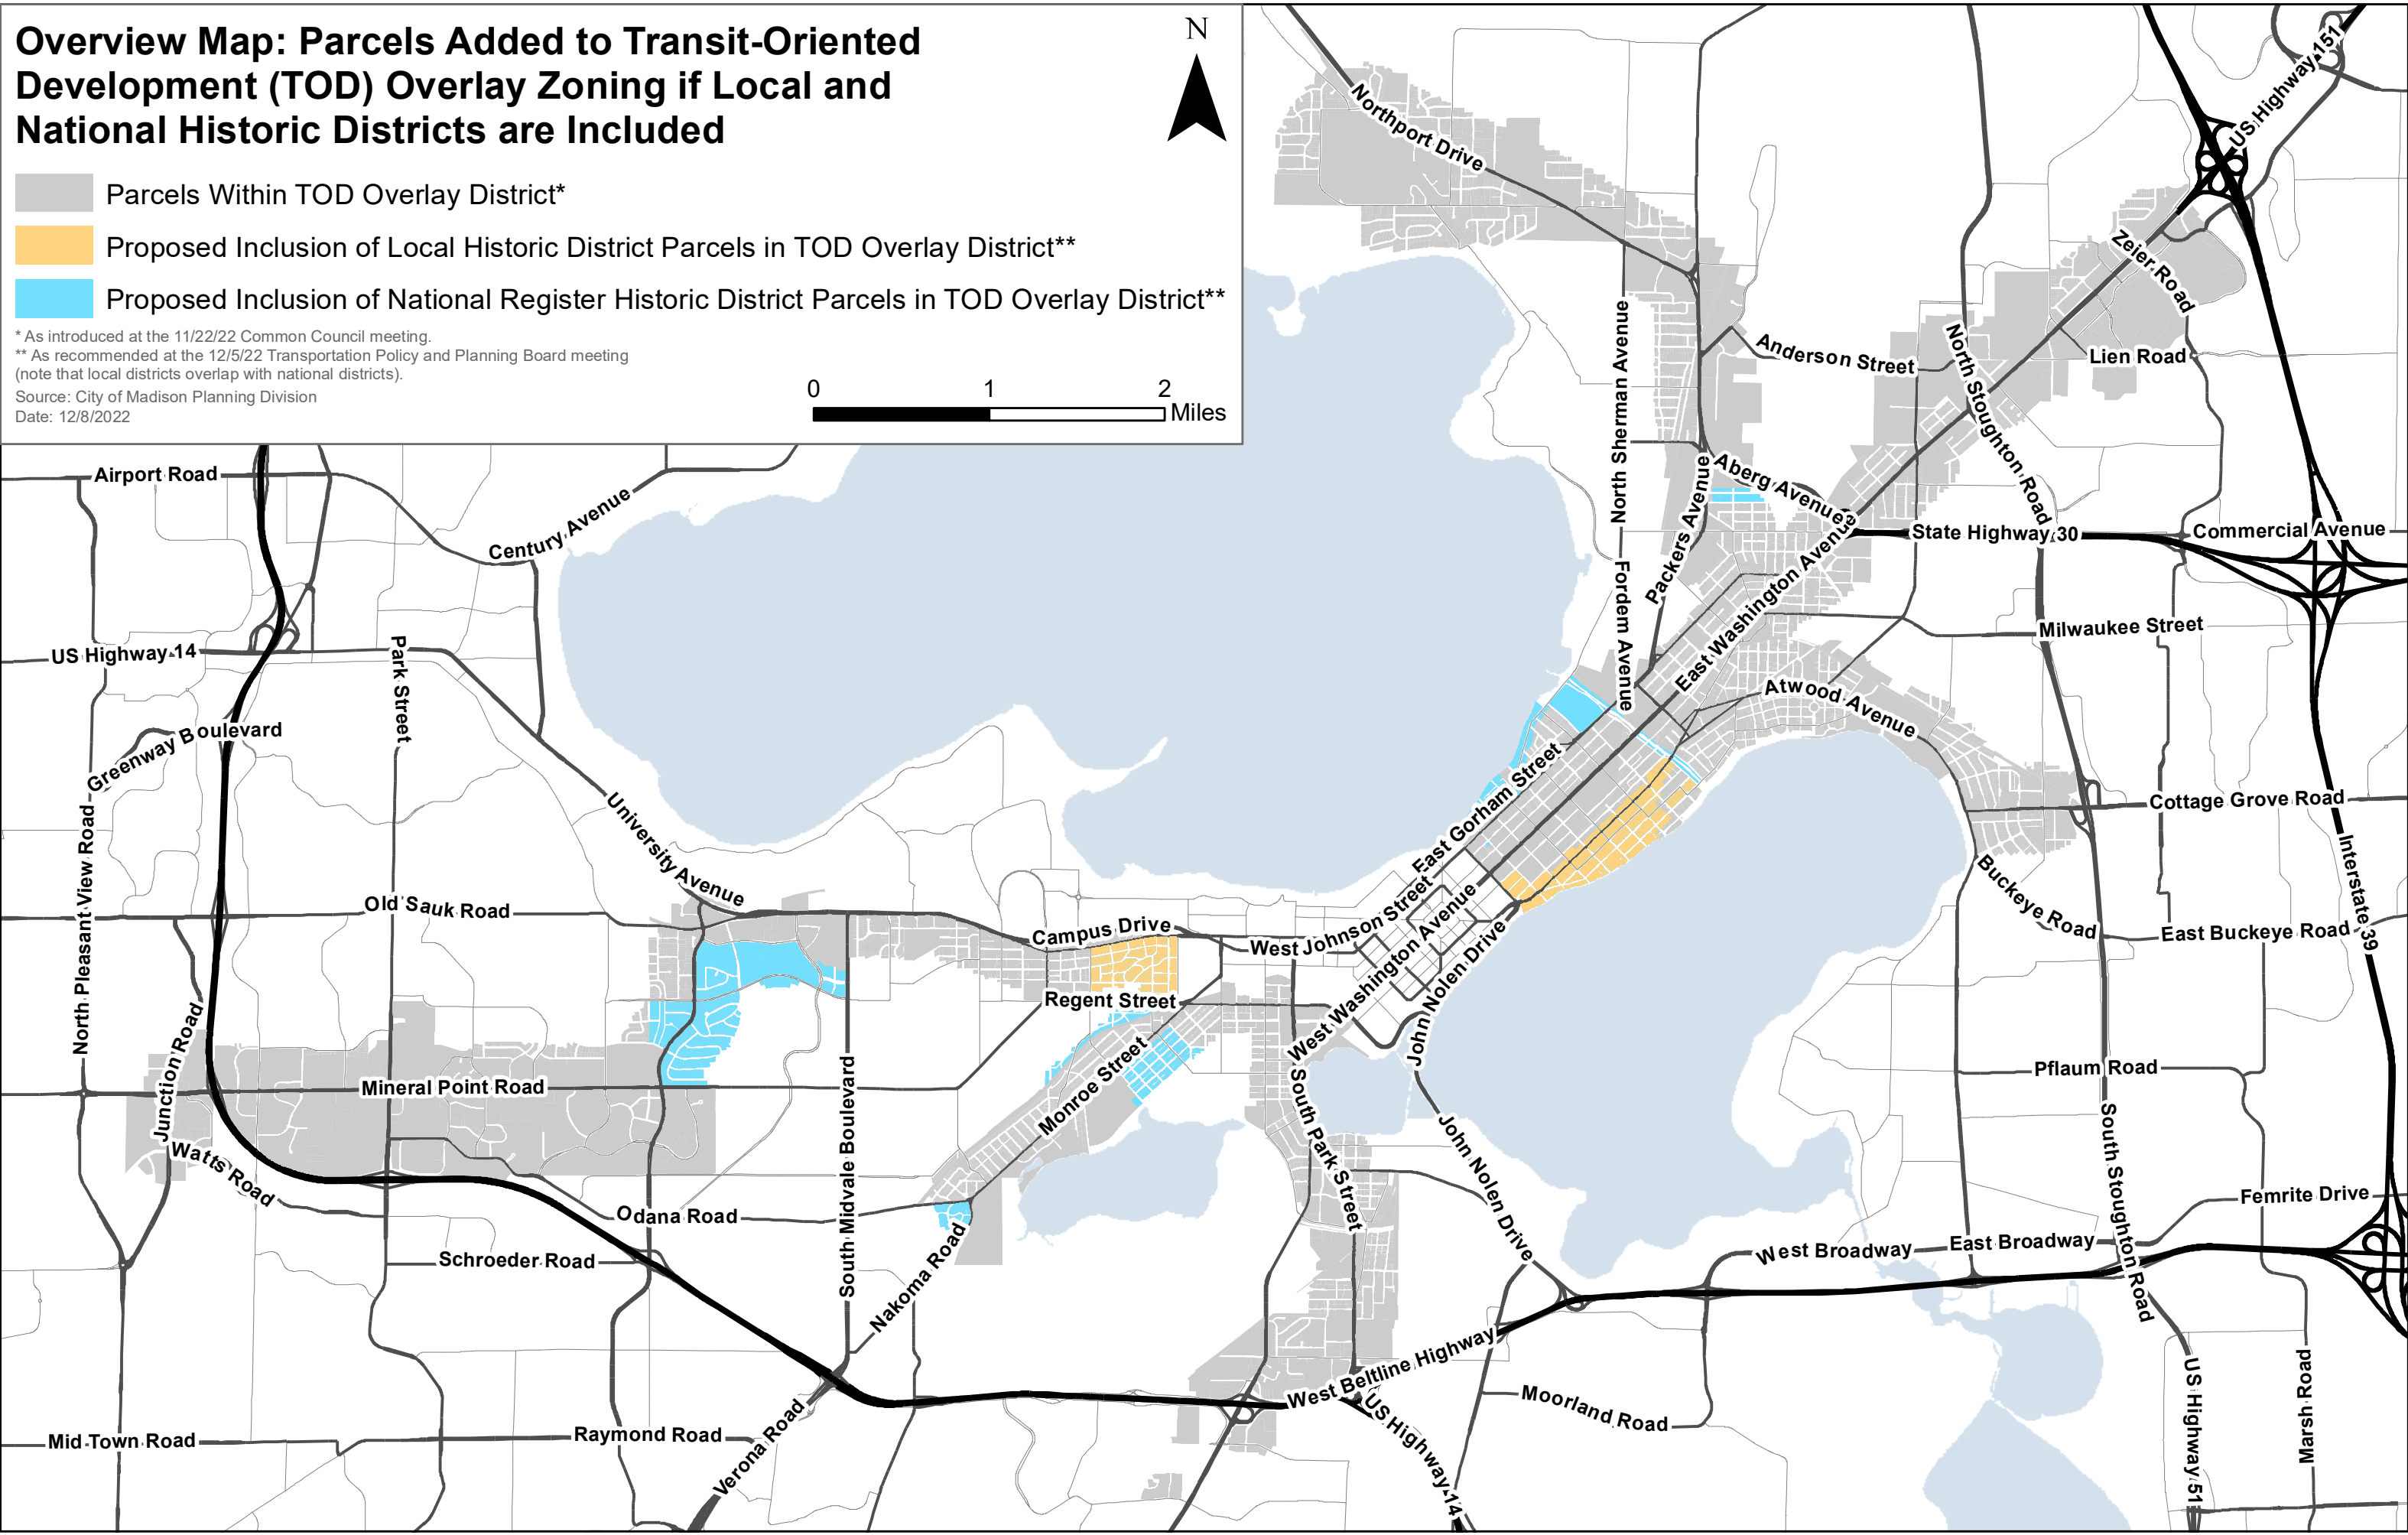 Overview Map: Parcels Added to Transit-Oriented
Development (TOD) Overlay Zoning if Local and
National Historic Districts are Included
N
Parcels Within TOD Overlay District*
Proposed Inclusion of Local Historic District Parcels in TOD Overlay District**
Proposed Inclusion of National Register Historic District Parcels in TOD Overlay District**
* As introduced at the 11/22/22 Common Council meeting.
** As recommended at the 12/5/22 Transportation Policy and Planning Board meeting
(note that local districts overlap with national districts).
Source: City of Madison Planning Division
Date: 12/8/2022
0 1 2
Miles
US Highway 151
Northport Drive
Zeier Road
Anderson Street
Lien Road
North Sherman Avenue
North Stoughton Road
Airport Road
Century Avenue
Aberg Avenue
Packers Avenue
State Highway 30
Commercial Avenue
Fordem Avenue
East Washington Avenue
Milwaukee Street
US Highway 14
Park Street
Atwood Avenue
Greenway Boulevard
University Avenue
East Gorham Street
Cottage Grove Road
North Pleasant View Road
Interstate 39
Old Sauk Road
Campus Drive
West Johnson Street
West Washington Avenue
John Nolen Drive
Buckeye Road
East Buckeye Road
Regent Street
Junction Road
Mineral Point Road
Monroe Street
South Park Street
Pflaum Road
South Midvale Boulevard
John Nolen Drive
South Stoughton Road
Watts Road
Odana Road
Femrite Drive
Schroeder Road
Nakoma Road
West Broadway
East Broadway
West Beltline Highway
Moorland Road
US Highway 14
US Highway 51
Marsh Road
Mid Town Road
Raymond Road
Verona Road